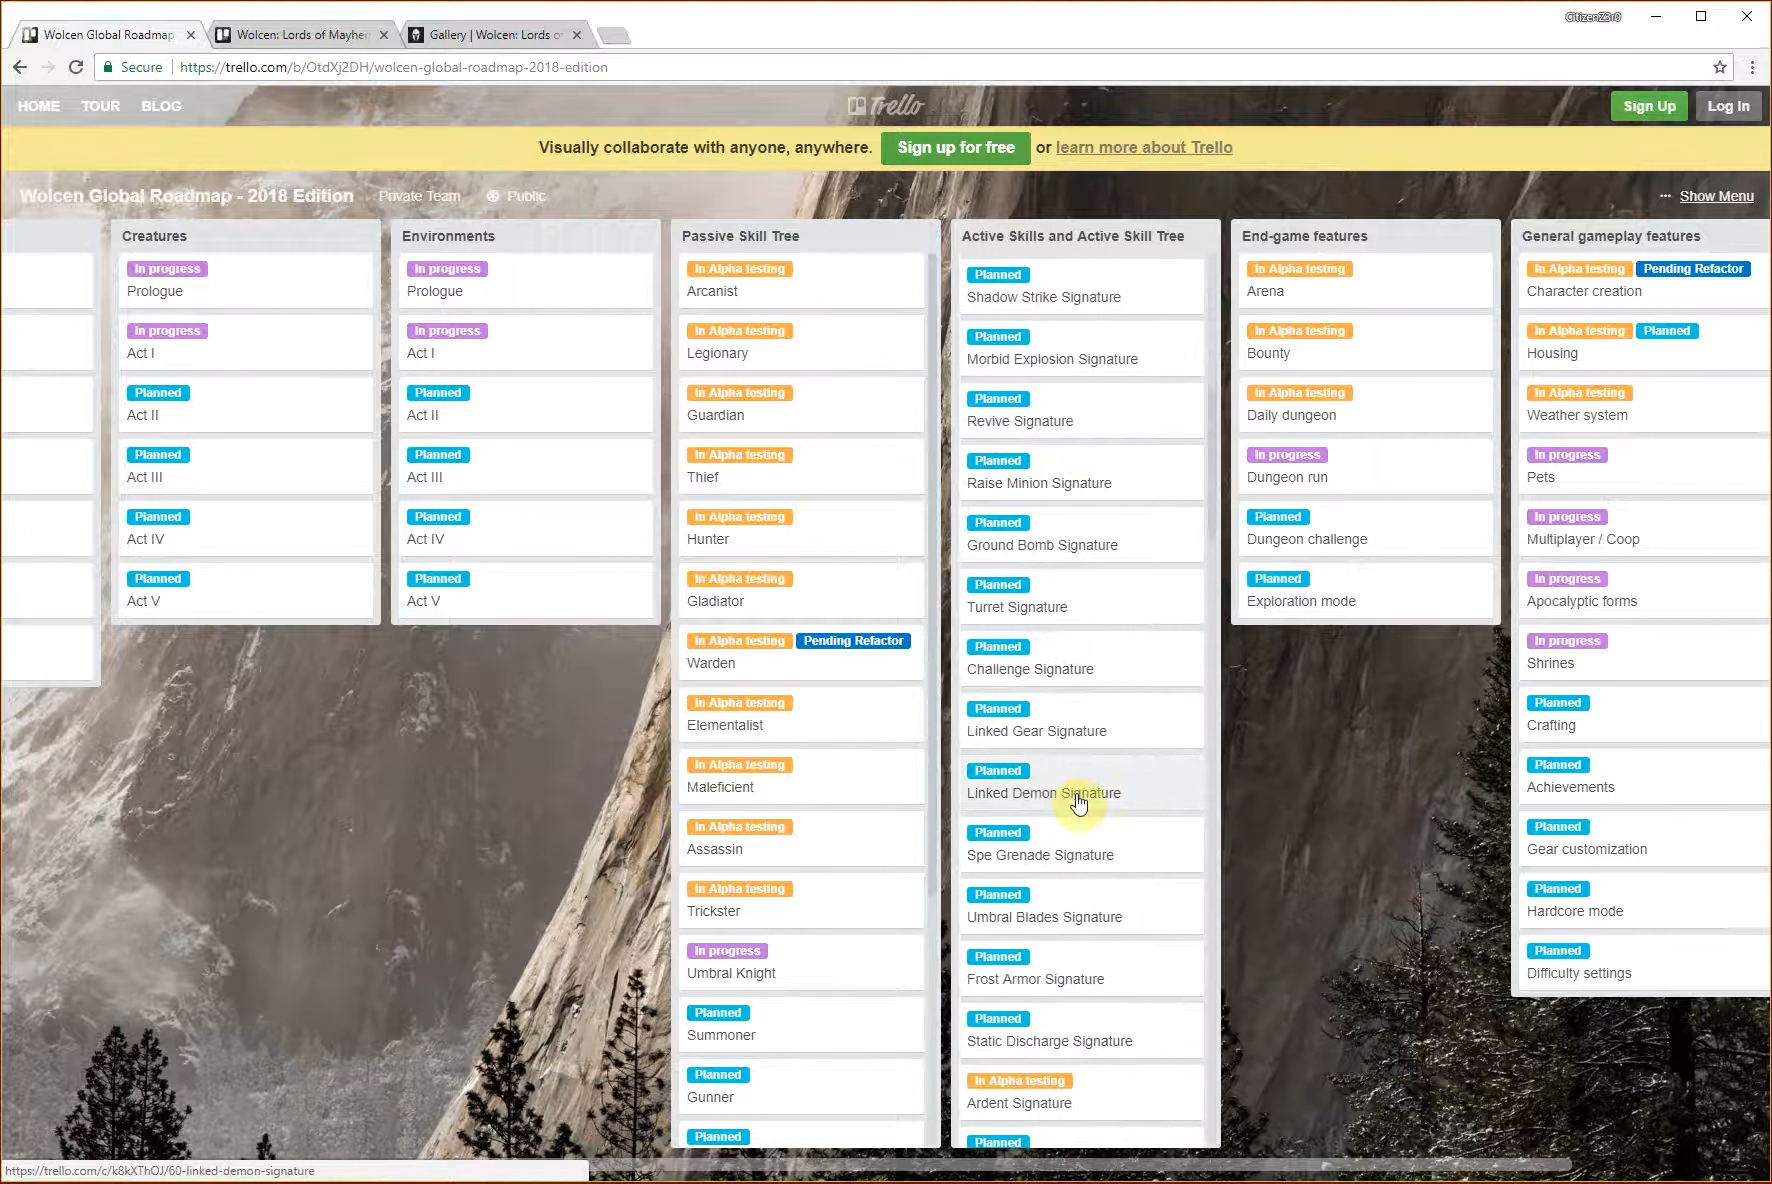 CitizenZ3r0
Wolcen Global Roadmap
Wolcen: Lords of Mayhem
Gallery | Wolcen: Lords of
Secure
https://trello.com/b/OtdXj2DH/wolcen-global-roadmap-2018-edition
HOME TOUR BLOG
Trello
Sign Up Log In
Visually collaborate with anyone, anywhere. Sign up for free or learn more about Trello
Wolcen Global Roadmap - 2018 Edition Private Team Public
··· Show Menu
Creatures
In progress
Prologue
In progress
Act I
Planned
Act II
Planned
Act III
Planned
Act IV
Planned
Act V
Environments
In progress
Prologue
In progress
Act I
Planned
Act II
Planned
Act III
Planned
Act IV
Planned
Act V
Passive Skill Tree
In Alpha testing
Arcanist
In Alpha testing
Legionary
In Alpha testing
Guardian
In Alpha testing
Thief
In Alpha testing
Hunter
In Alpha testing
Gladiator
In Alpha testing Pending Refactor
Warden
In Alpha testing
Elementalist
In Alpha testing
Maleficient
In Alpha testing
Assassin
In Alpha testing
Trickster
In progress
Umbral Knight
Planned
Summoner
Planned
Gunner
Planned
Active Skills and Active Skill Tree
Planned
Shadow Strike Signature
Planned
Morbid Explosion Signature
Planned
Revive Signature
Planned
Raise Minion Signature
Planned
Ground Bomb Signature
Planned
Turret Signature
Planned
Challenge Signature
Planned
Linked Gear Signature
Planned
Linked Demon Signature
Planned
Spe Grenade Signature
Planned
Umbral Blades Signature
Planned
Frost Armor Signature
Planned
Static Discharge Signature
In Alpha testing
Ardent Signature
Planned
End-game features
In Alpha testing
Arena
In Alpha testing
Bounty
In Alpha testing
Daily dungeon
In progress
Dungeon run
Planned
Dungeon challenge
Planned
Exploration mode
General gameplay features
In Alpha testing Pending Refactor
Character creation
In Alpha testing Planned
Housing
In Alpha testing
Weather system
In progress
Pets
In progress
Multiplayer / Coop
In progress
Apocalyptic forms
In progress
Shrines
Planned
Crafting
Planned
Achievements
Planned
Gear customization
Planned
Hardcore mode
Planned
Difficulty settings
https://trello.com/c/k8kXThOJ/60-linked-demon-signature